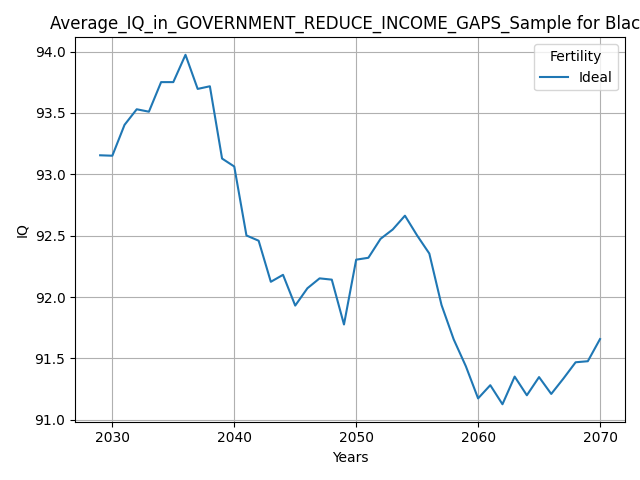 Average_IQ_in_GOVERNMENT_REDUCE_INCOME_GAPS_Sample for Blac
Fertility
Ideal
94.0
93.5
93.0
92.5
92.0
91.5
91.0
IQ
2030 2040 2050 2060 2070
Years